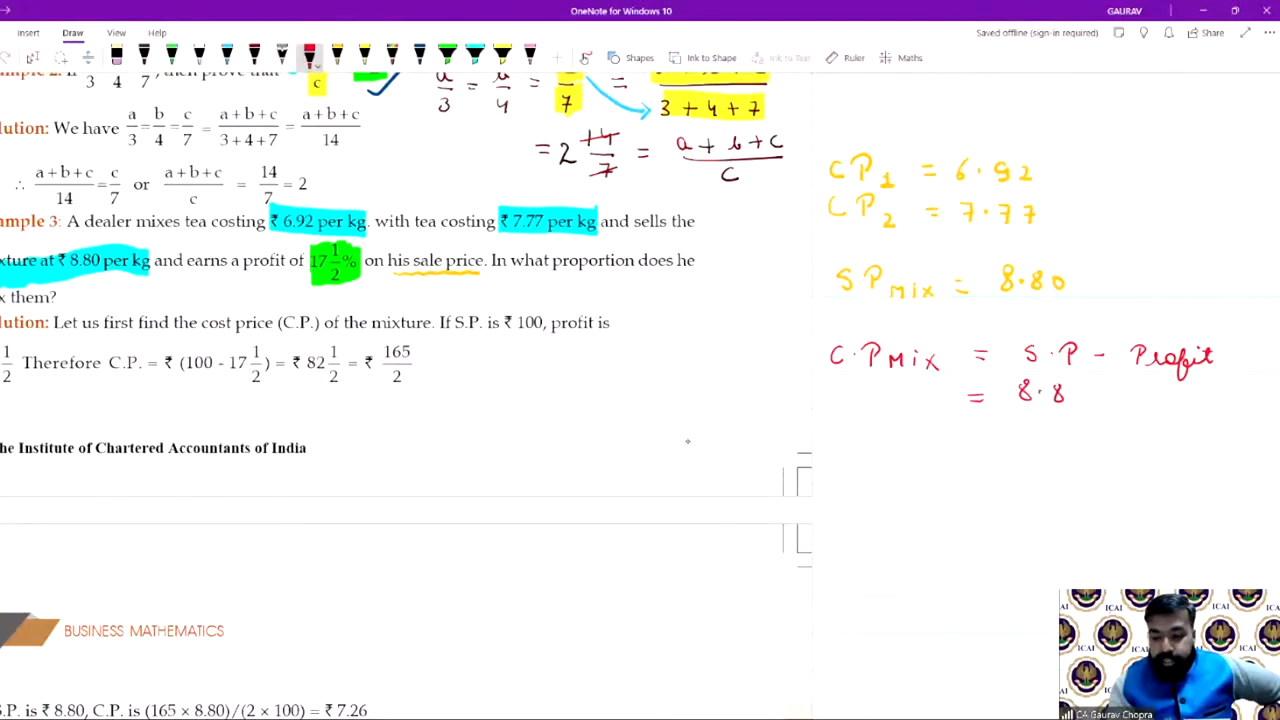 OneNote for Windows 10
GAURAV
Insert Draw View Help
Saved offline (sign-in required)
Share
Shapes
Ink to Shape
Ink to Text
Ruler
Maths
3 4 7 , then prove that
c
a/3 = b/4 = /7 =
3 + 4 + 7
lution: We have a/3 = b/4 = c/7 = a+b+c/3+4+7 = a+b+c/14
= 2 14/7 = a + b + c/c
∴ a+b+c/14 = c/7 or a+b+c/c = 14/7 = 2
ample 3: A dealer mixes tea costing ₹ 6.92 per kg. with tea costing ₹ 7.77 per kg and sells the
xture at ₹ 8.80 per kg and earns a profit of 17 1/2% on his sale price. In what proportion does he
x them?
lution: Let us first find the cost price (C.P.) of the mixture. If S.P. is ₹ 100, profit is
1/2 Therefore C.P. = ₹ (100 - 17 1/2) = ₹ 82 1/2 = ₹ 165/2
he Institute of Chartered Accountants of India
BUSINESS MATHEMATICS
S.P. is ₹ 8.80, C.P. is (165 × 8.80)/(2 × 100) = ₹ 7.26
CP1 = 6.92
CP2 = 7.77
SP Mix = 8.80
C.P Mix = S.P - Profit
= 8.8
ICAI
CA Gaurav Chopra